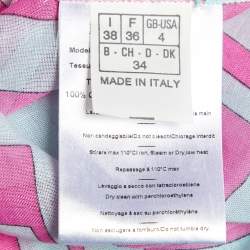 I F GB-USA
38 36 4
B - CH - D - DK
34
MADE IN ITALY
Model
Tessu
100% C
Non candeggiabile/Do not bleach/Chlorage interdit
Stirare max 110°C/Iron, Steam or Dry, low heat
Repassage à 110° max
Lavaggio a secco con tetracloroetilene
Dry clean with perchlorethylène
Nettoyage à sec au perchloréthylène
Non asciugare a tamburo./Do not tumble dry.